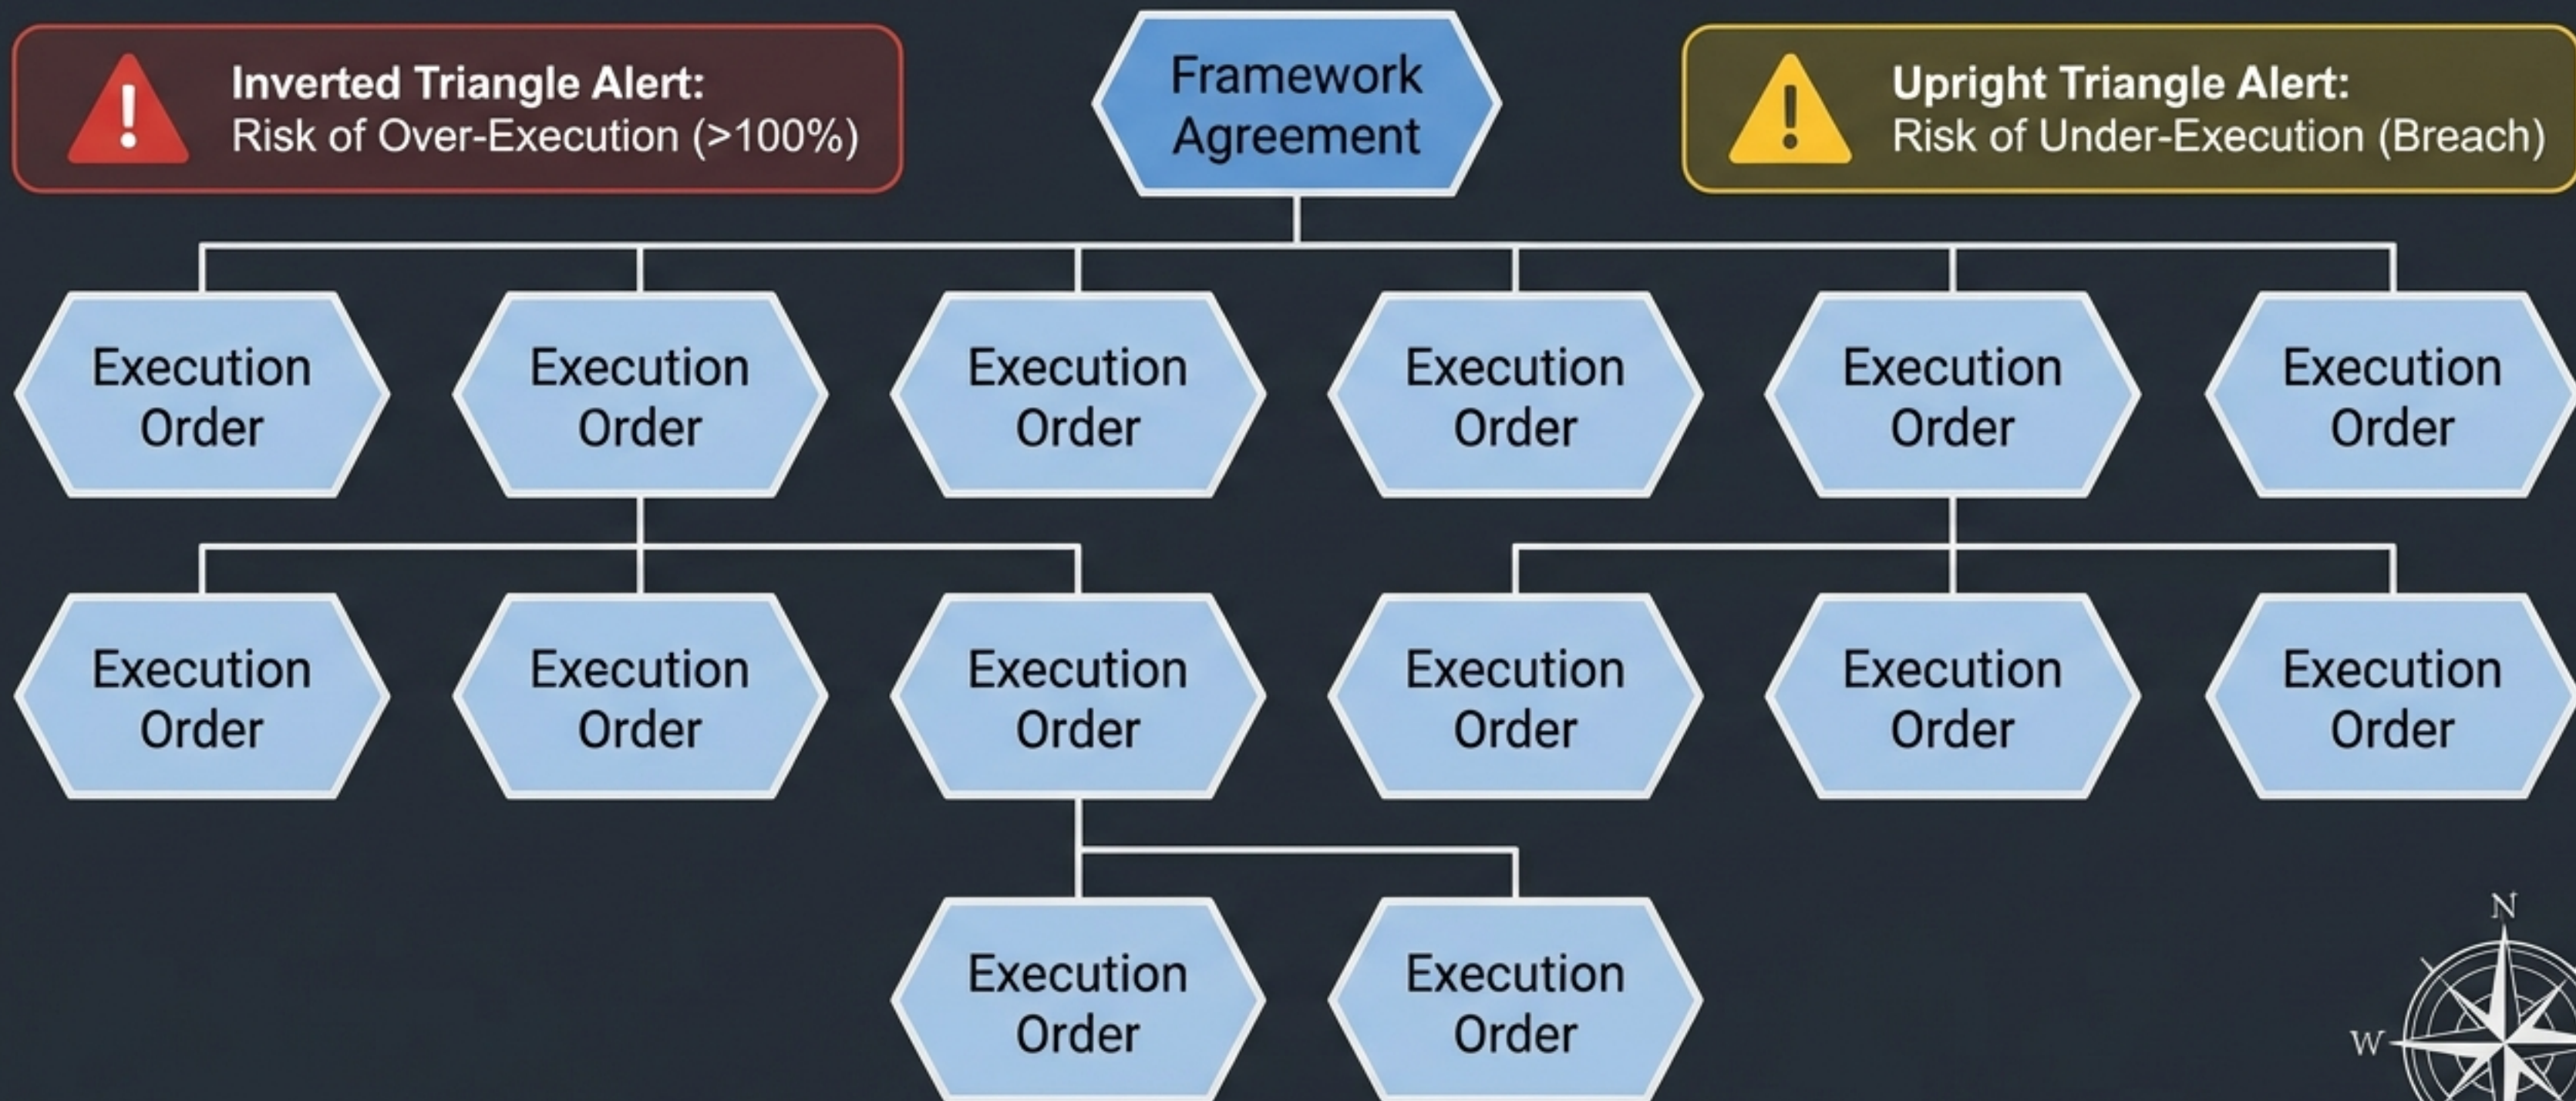 Inverted Triangle Alert:
Risk of Over-Execution (>100%)
Framework
Agreement
Upright Triangle Alert:
Risk of Under-Execution (Breach)
Execution
Order
Execution
Order
Execution
Order
Execution
Order
Execution
Order
Execution
Order
Execution
Order
Execution
Order
Execution
Order
Execution
Order
Execution
Order
Execution
Order
Execution
Order
Execution
Order
N
W